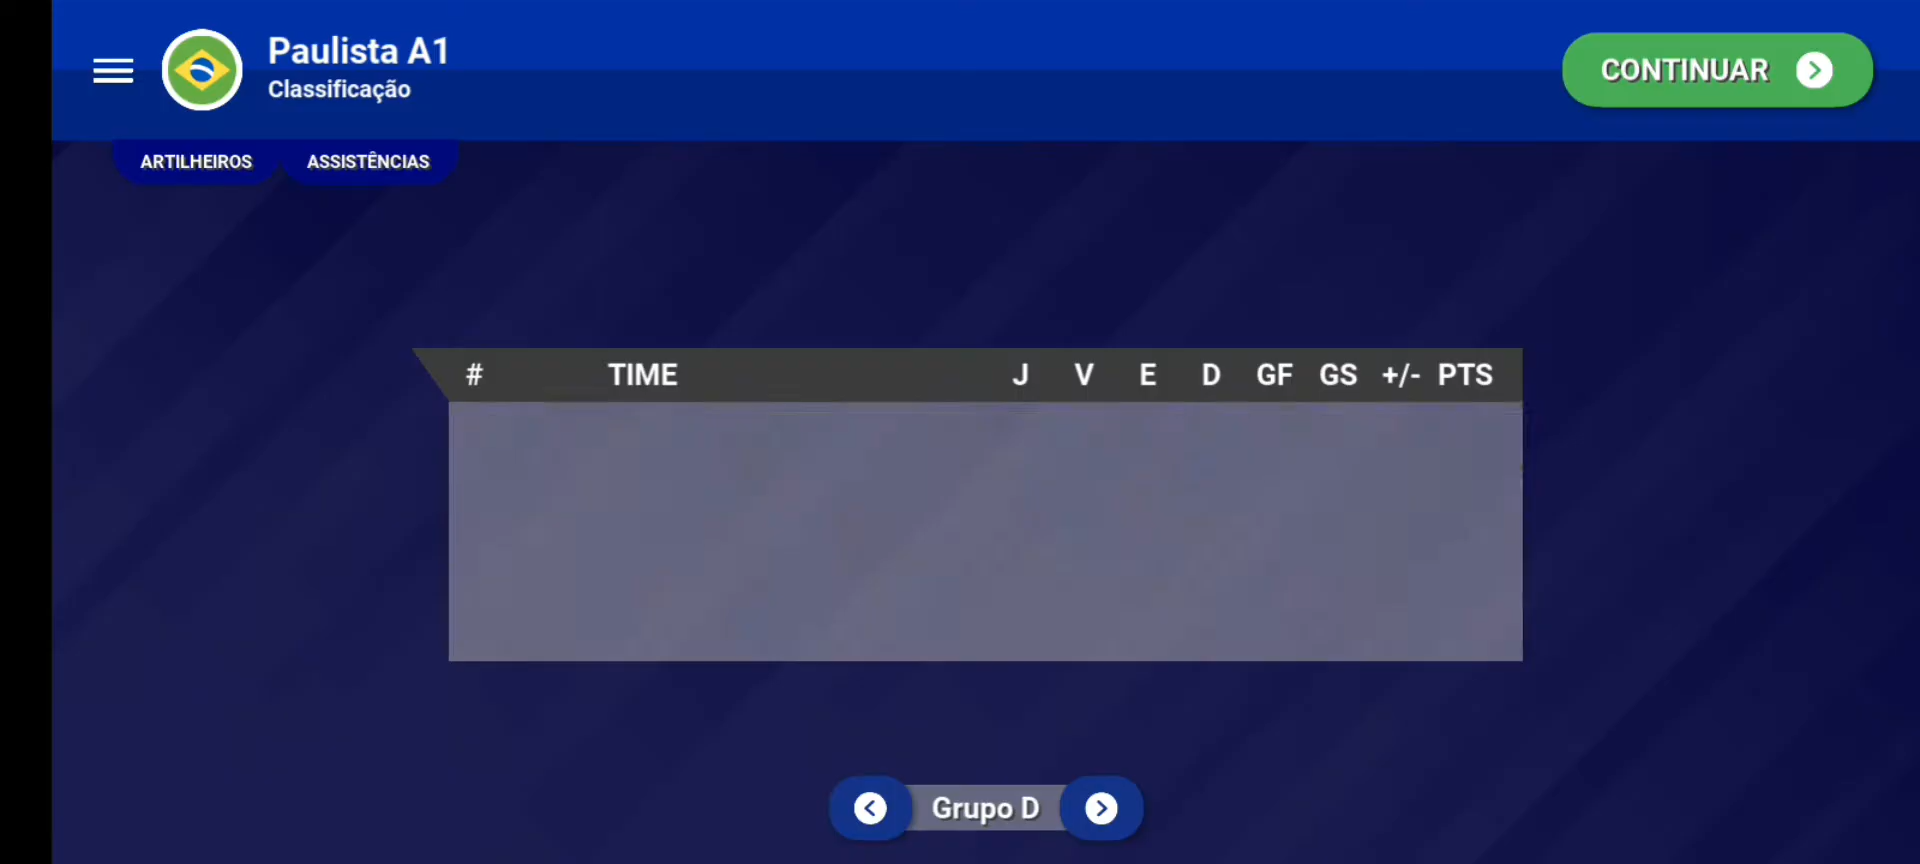 Paulista A1
Classificação
CONTINUAR
ARTILHEIROS ASSISTÊNCIAS
# TIME J V E D GF GS +/- PTS
Grupo D